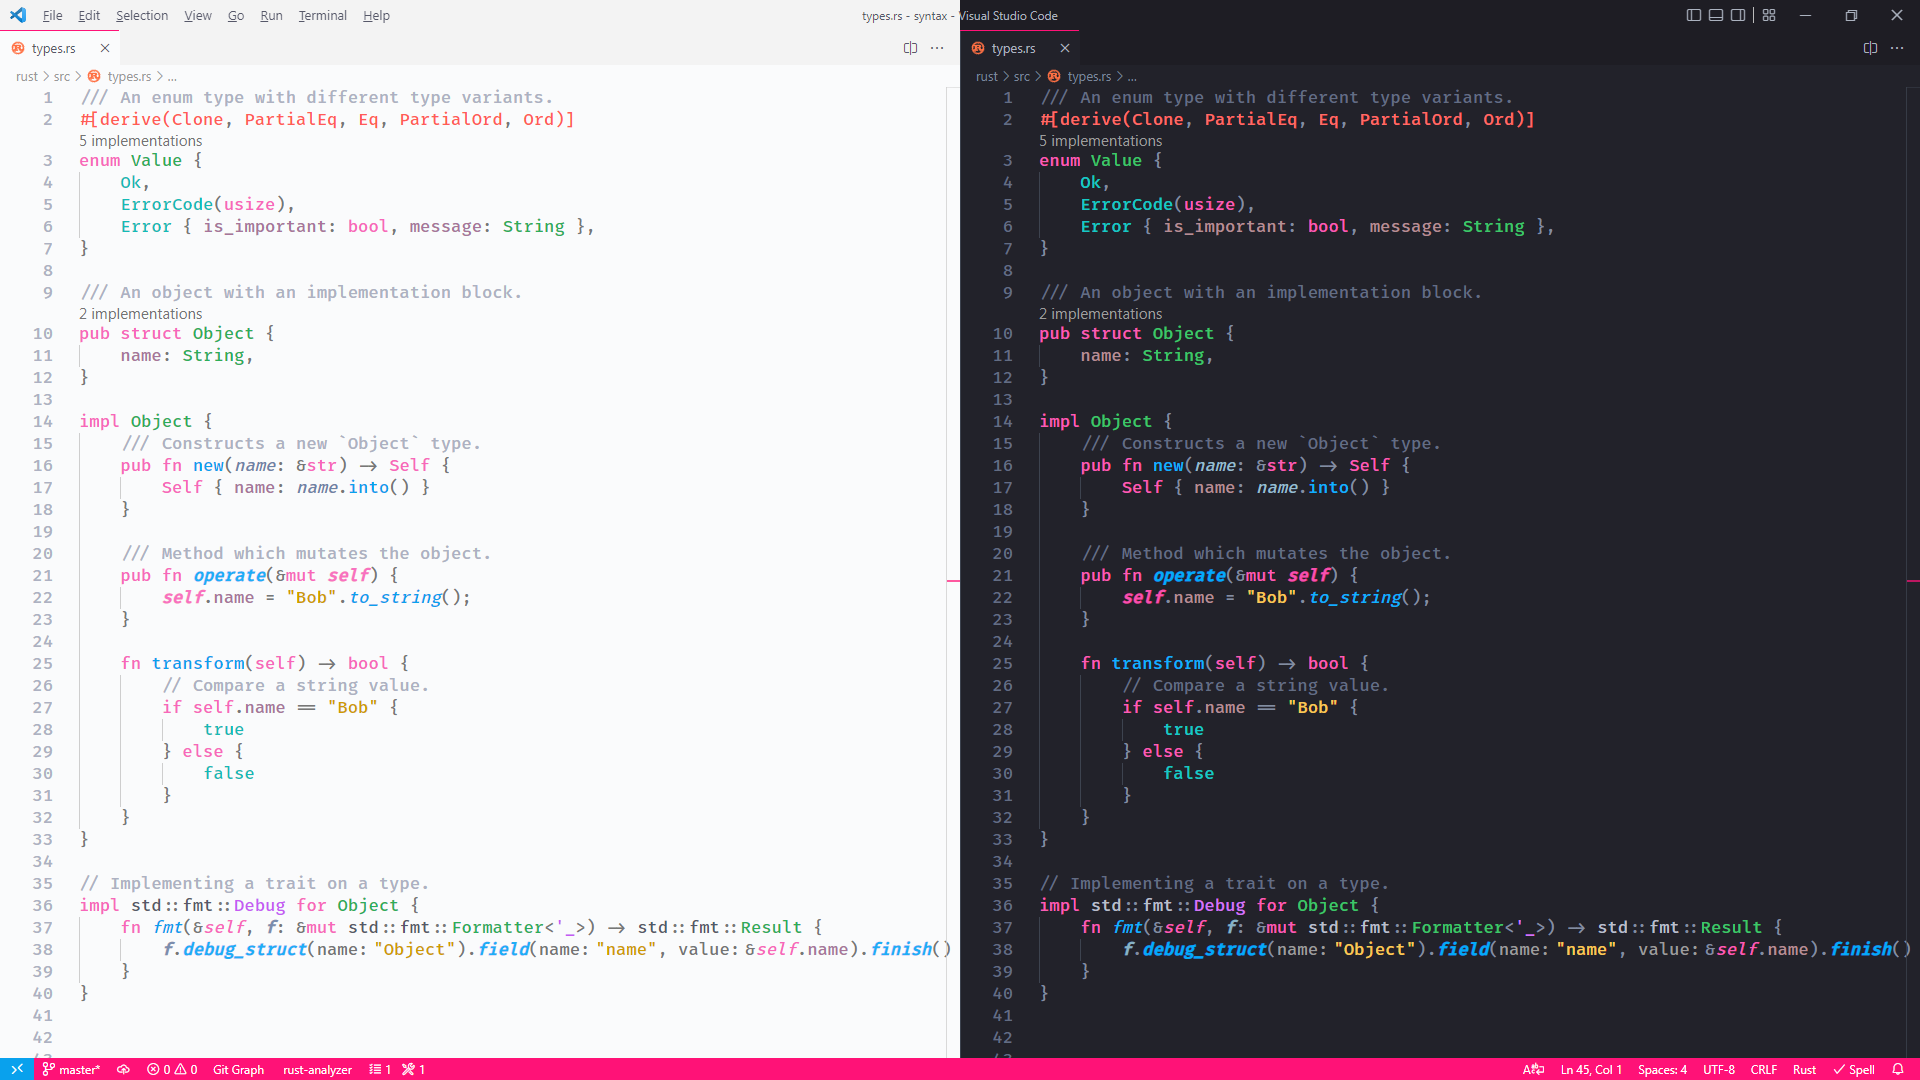 File Edit Selection View Go Run Terminal Help types.rs - syntax - Visual Studio Code
types.rs
rust > src > types.rs > ...
1 /// An enum type with different type variants.
2 #[derive(Clone, PartialEq, Eq, PartialOrd, Ord)]
5 implementations
3 enum Value {
4     Ok,
5     ErrorCode(usize),
6     Error { is_important: bool, message: String },
7 }
8
9 /// An object with an implementation block.
2 implementations
10 pub struct Object {
11     name: String,
12 }
13
14 impl Object {
15     /// Constructs a new `Object` type.
16     pub fn new(name: &str) -> Self {
17         Self { name: name.into() }
18     }
19
20     /// Method which mutates the object.
21     pub fn operate(&mut self) {
22         self.name = "Bob".to_string();
23     }
24
25     fn transform(self) -> bool {
26         // Compare a string value.
27         if self.name == "Bob" {
28             true
29         } else {
30             false
31         }
32     }
33 }
34
35 // Implementing a trait on a type.
36 impl std::fmt::Debug for Object {
37     fn fmt(&self, f: &mut std::fmt::Formatter<'_>) -> std::fmt::Result {
38         f.debug_struct(name: "Object").field(name: "name", value: &self.name).finish()
39     }
40 }
41
42
types.rs
rust > src > types.rs > ...
1 /// An enum type with different type variants.
2 #[derive(Clone, PartialEq, Eq, PartialOrd, Ord)]
5 implementations
3 enum Value {
4     Ok,
5     ErrorCode(usize),
6     Error { is_important: bool, message: String },
7 }
8
9 /// An object with an implementation block.
2 implementations
10 pub struct Object {
11     name: String,
12 }
13
14 impl Object {
15     /// Constructs a new `Object` type.
16     pub fn new(name: &str) -> Self {
17         Self { name: name.into() }
18     }
19
20     /// Method which mutates the object.
21     pub fn operate(&mut self) {
22         self.name = "Bob".to_string();
23     }
24
25     fn transform(self) -> bool {
26         // Compare a string value.
27         if self.name == "Bob" {
28             true
29         } else {
30             false
31         }
32     }
33 }
34
35 // Implementing a trait on a type.
36 impl std::fmt::Debug for Object {
37     fn fmt(&self, f: &mut std::fmt::Formatter<'_>) -> std::fmt::Result {
38         f.debug_struct(name: "Object").field(name: "name", value: &self.name).finish()
39     }
40 }
41
42
master* 0 0 Git Graph rust-analyzer 1 1 Ln 45, Col 1 Spaces: 4 UTF-8 CRLF Rust Spell